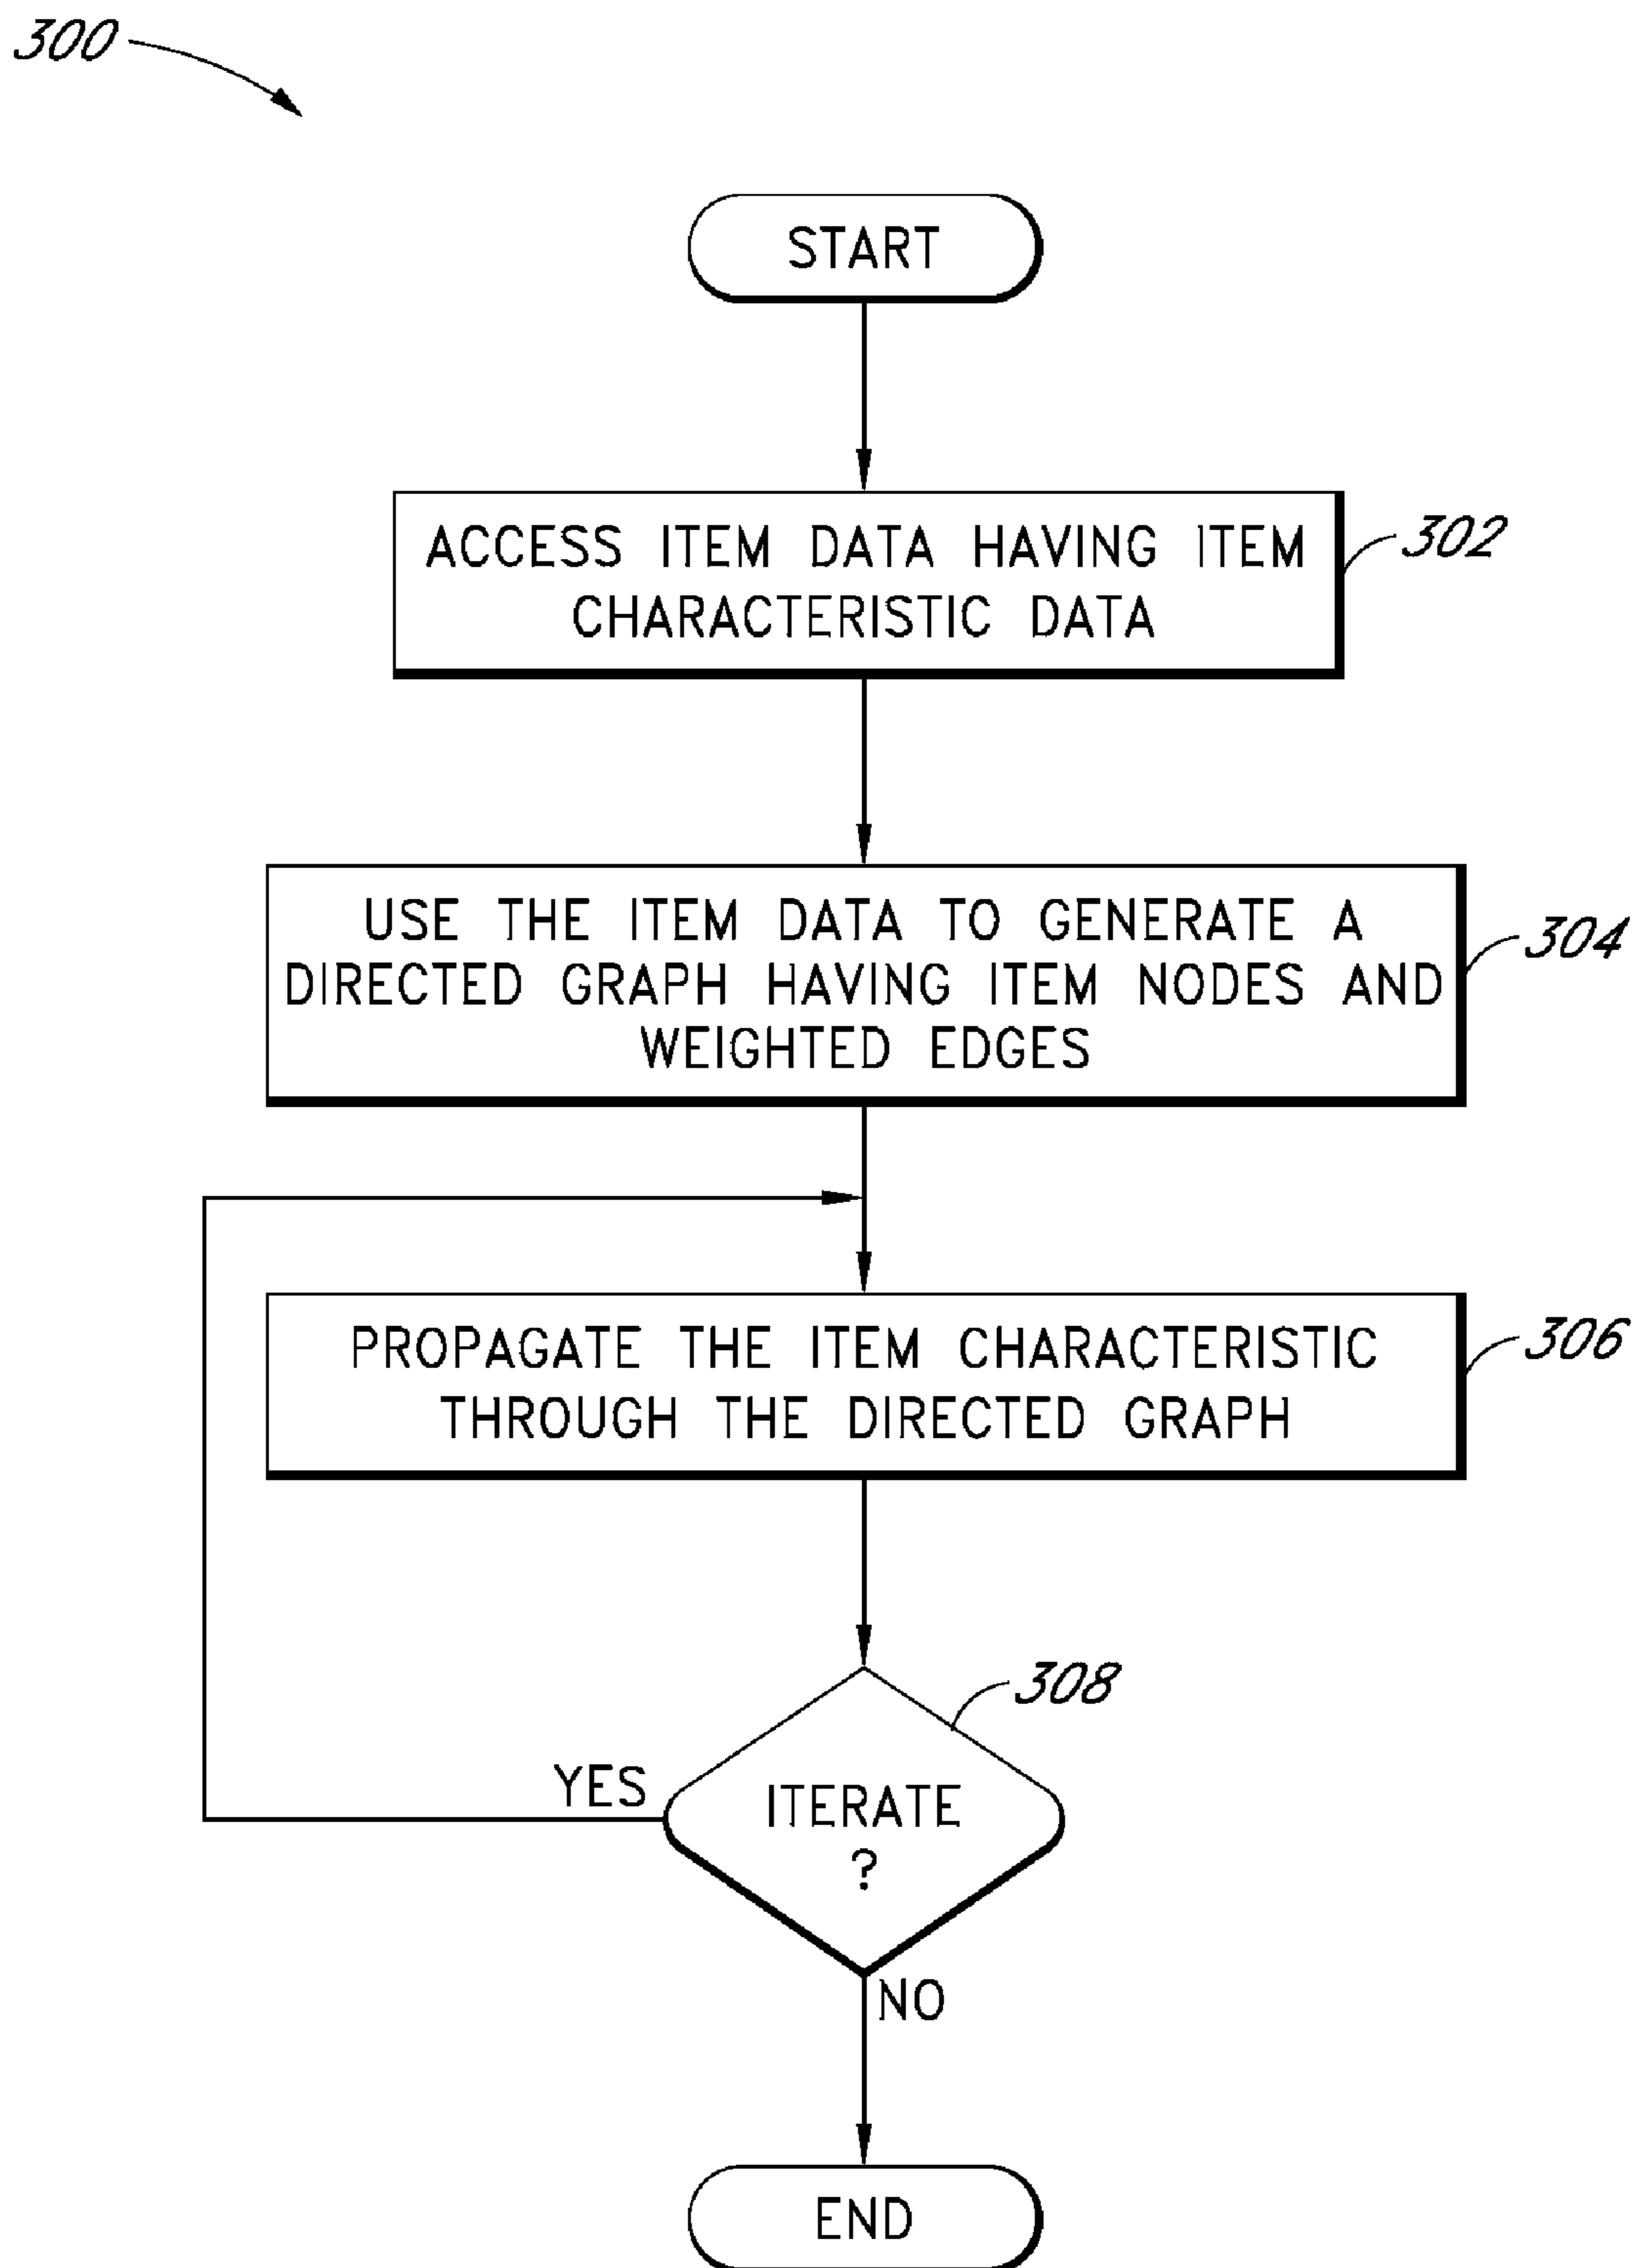 300
START
ACCESS ITEM DATA HAVING ITEM
CHARACTERISTIC DATA
302
USE THE ITEM DATA TO GENERATE A
DIRECTED GRAPH HAVING ITEM NODES AND
WEIGHTED EDGES
304
PROPAGATE THE ITEM CHARACTERISTIC
THROUGH THE DIRECTED GRAPH
306
308
YES
ITERATE
?
NO
END